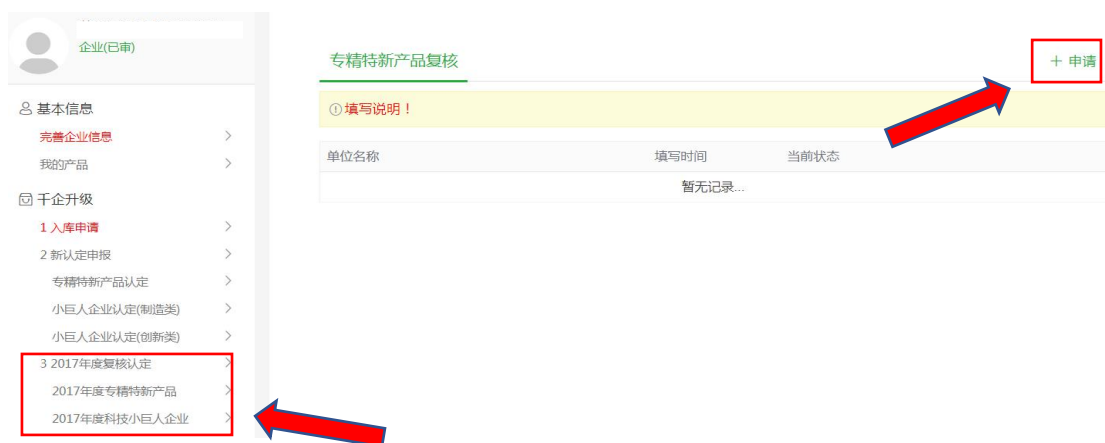 企业(已审)
基本信息
完善企业信息
我的产品
千企升级
1 入库申请
2 新认定申报
专精特新产品认定
小巨人企业认定(制造类)
小巨人企业认定(创新类)
3 2017年度复核认定
2017年度专精特新产品
2017年度科技小巨人企业
专精特新产品复核
+ 申请
填写说明！
单位名称 填写时间 当前状态
暂无记录...